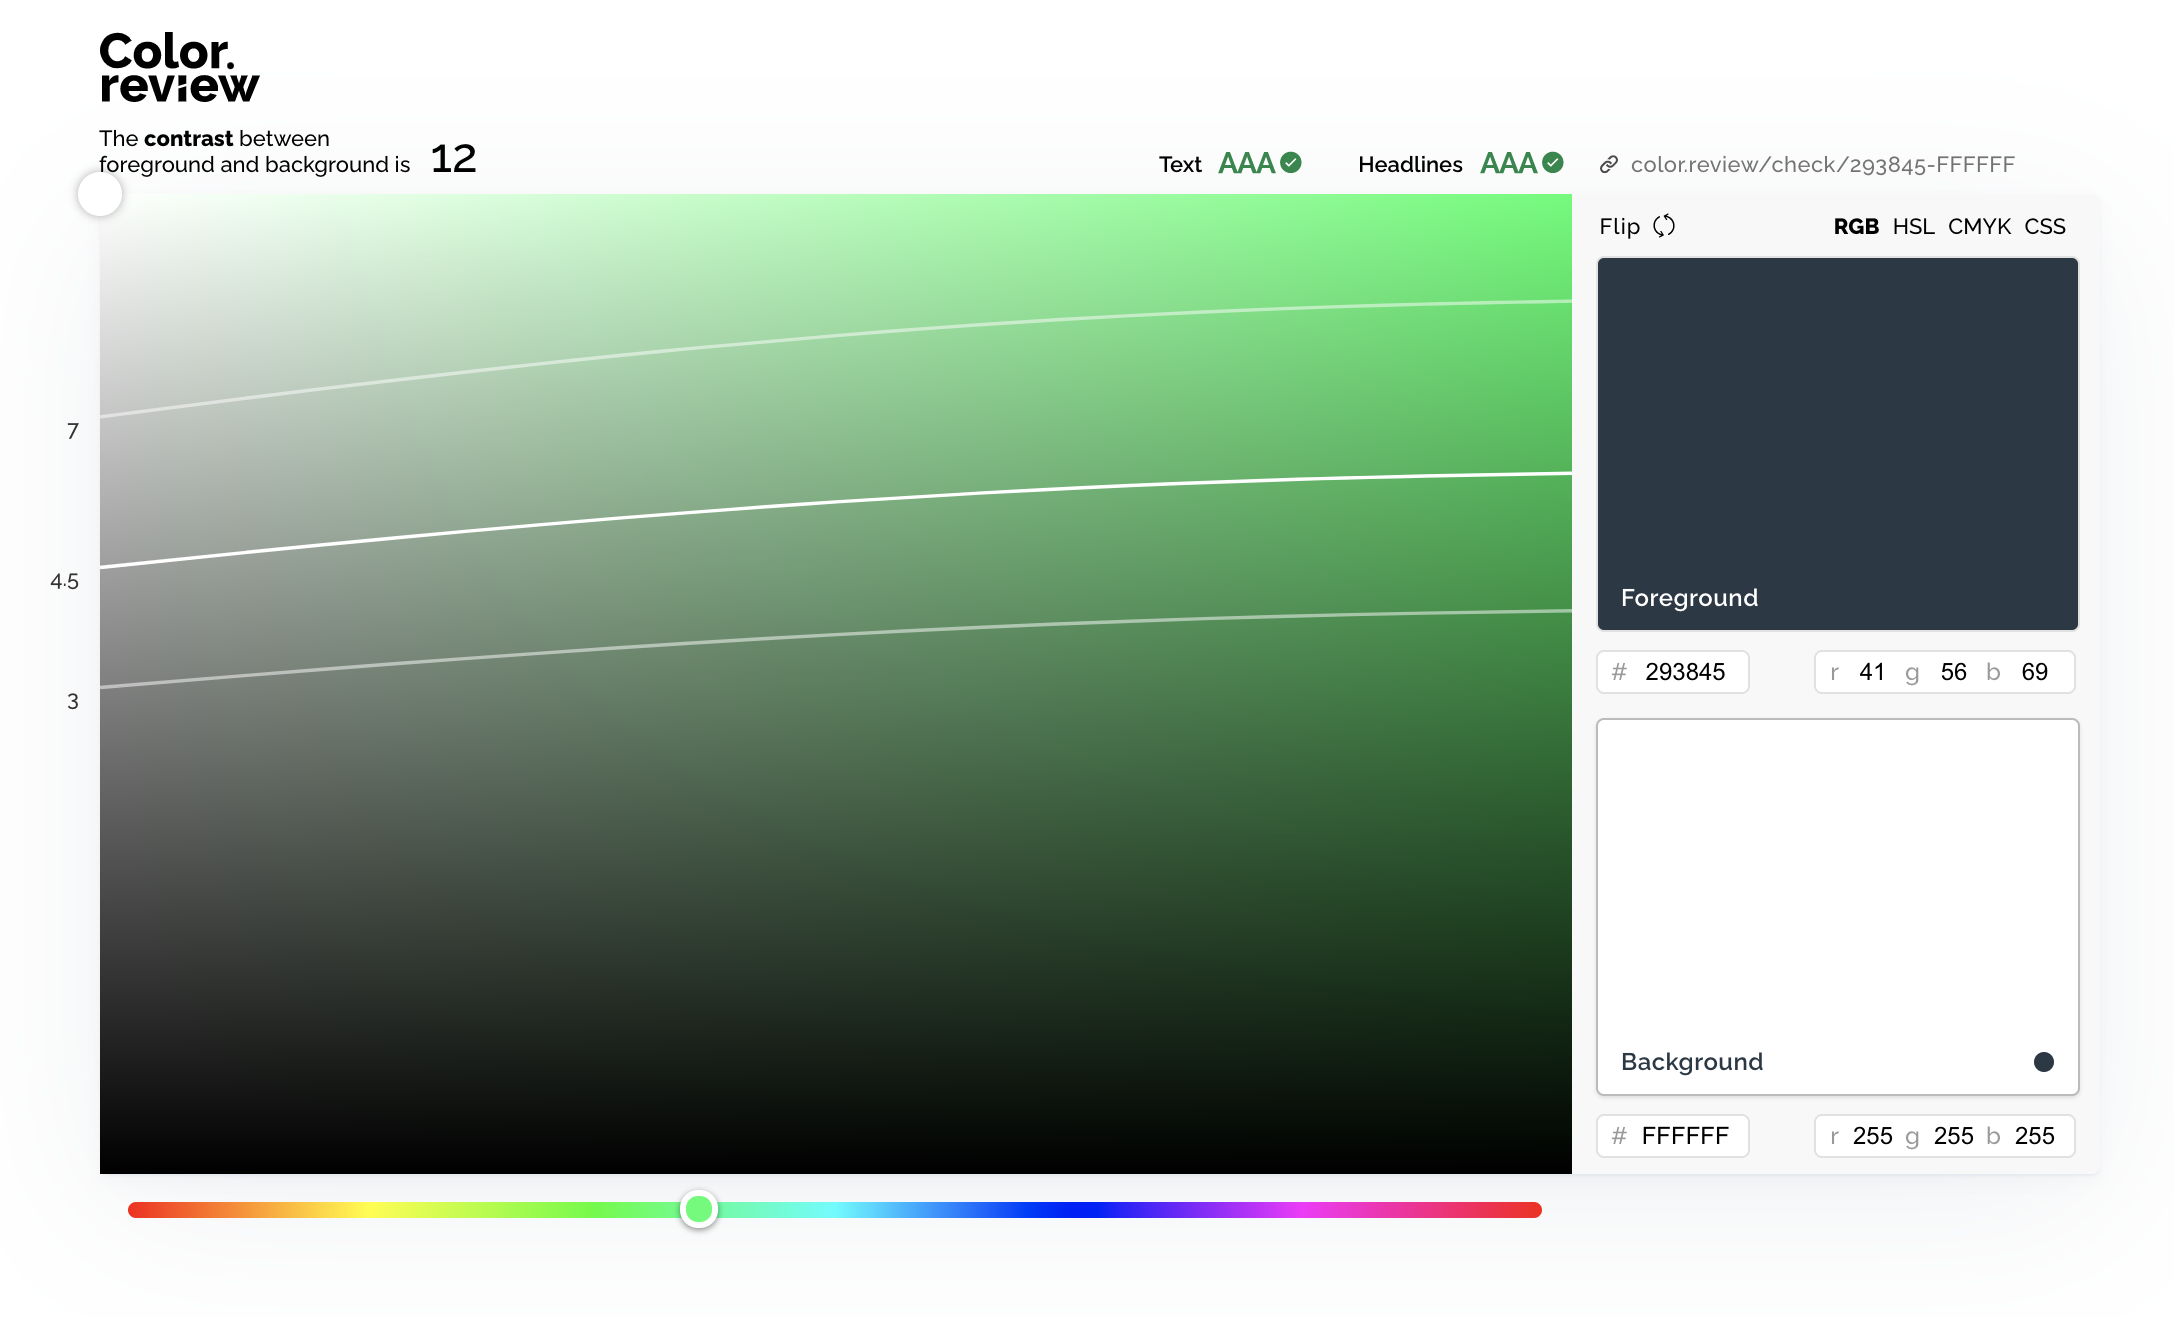 Color.
review
The contrast between
foreground and background is 12
Text AAA
Headlines AAA
color.review/check/293845-FFFFFF
Flip
RGB HSL CMYK CSS
7
4.5
3
Foreground
# 293845
r 41 g 56 b 69
Background
# FFFFFF
r 255 g 255 b 255